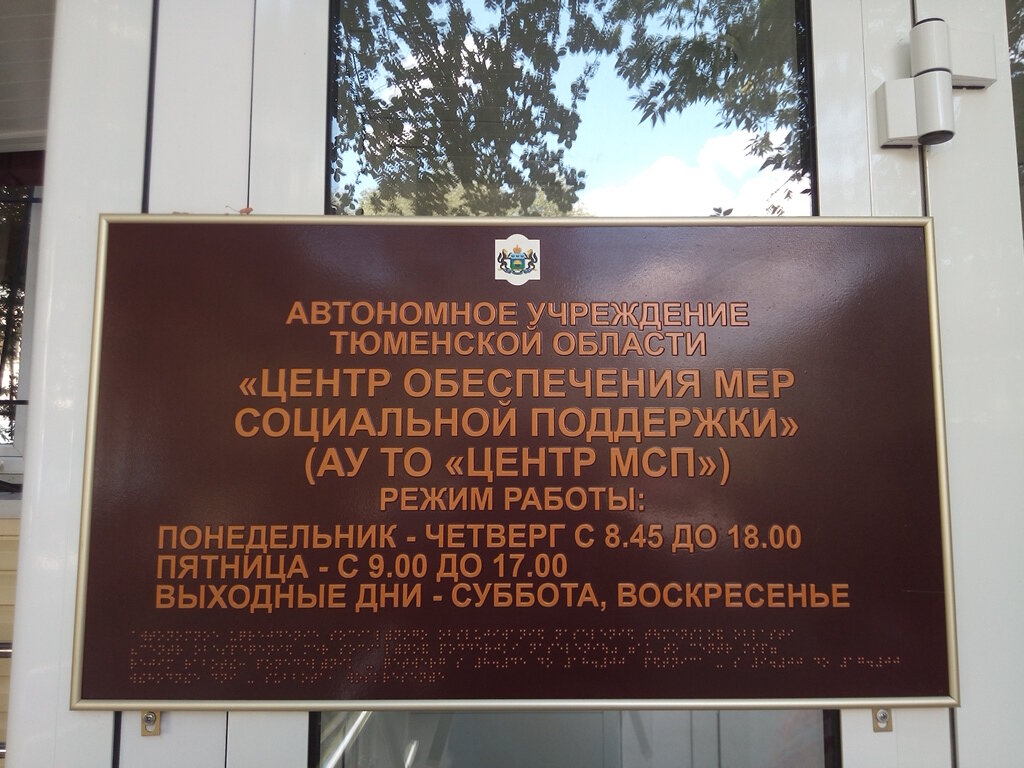 АВТОНОМНОЕ УЧРЕЖДЕНИЕ
ТЮМЕНСКОЙ ОБЛАСТИ
«ЦЕНТР ОБЕСПЕЧЕНИЯ МЕР
СОЦИАЛЬНОЙ ПОДДЕРЖКИ»
(АУ ТО «ЦЕНТР МСП»)
РЕЖИМ РАБОТЫ:
ПОНЕДЕЛЬНИК - ЧЕТВЕРГ С 8.45 ДО 18.00
ПЯТНИЦА - С 9.00 ДО 17.00
ВЫХОДНЫЕ ДНИ - СУББОТА, ВОСКРЕСЕНЬЕ